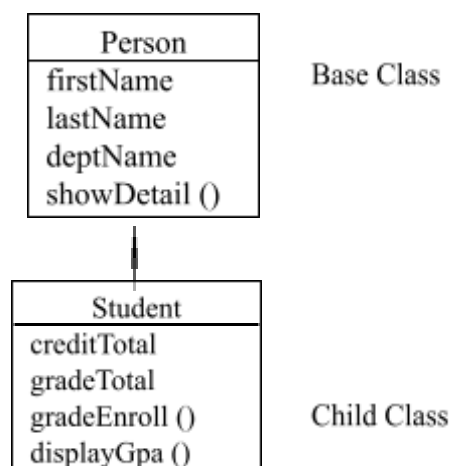 Person
firstName
lastName
deptName
showDetail ()
Base Class
Student
creditTotal
gradeTotal
gradeEnroll ()
displayGpa ()
Child Class